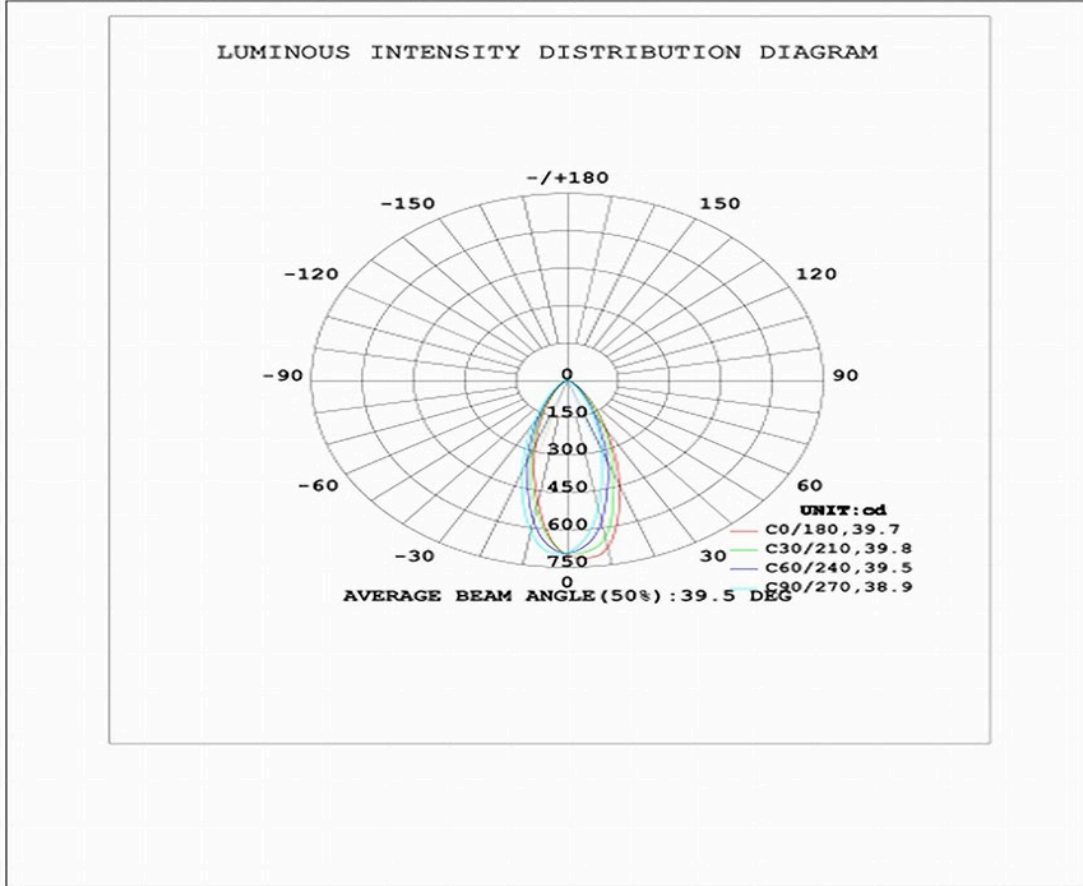 LUMINOUS INTENSITY DISTRIBUTION DIAGRAM
-/+180
-150 150
-120 120
-90 0 90
150
300
450
-60 60
UNIT:cd
600 C0/180,39.7
-30 30 C30/210,39.8
750 C60/240,39.5
0 C90/270,38.9
AVERAGE BEAM ANGLE(50%):39.5 DEG